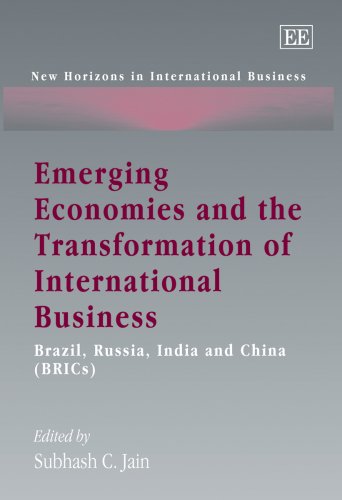 EE
New Horizons in International Business
Emerging
Economies and the
Transformation of
International
Business
Brazil, Russia, India and China
(BRICs)
Edited by
Subhash C. Jain